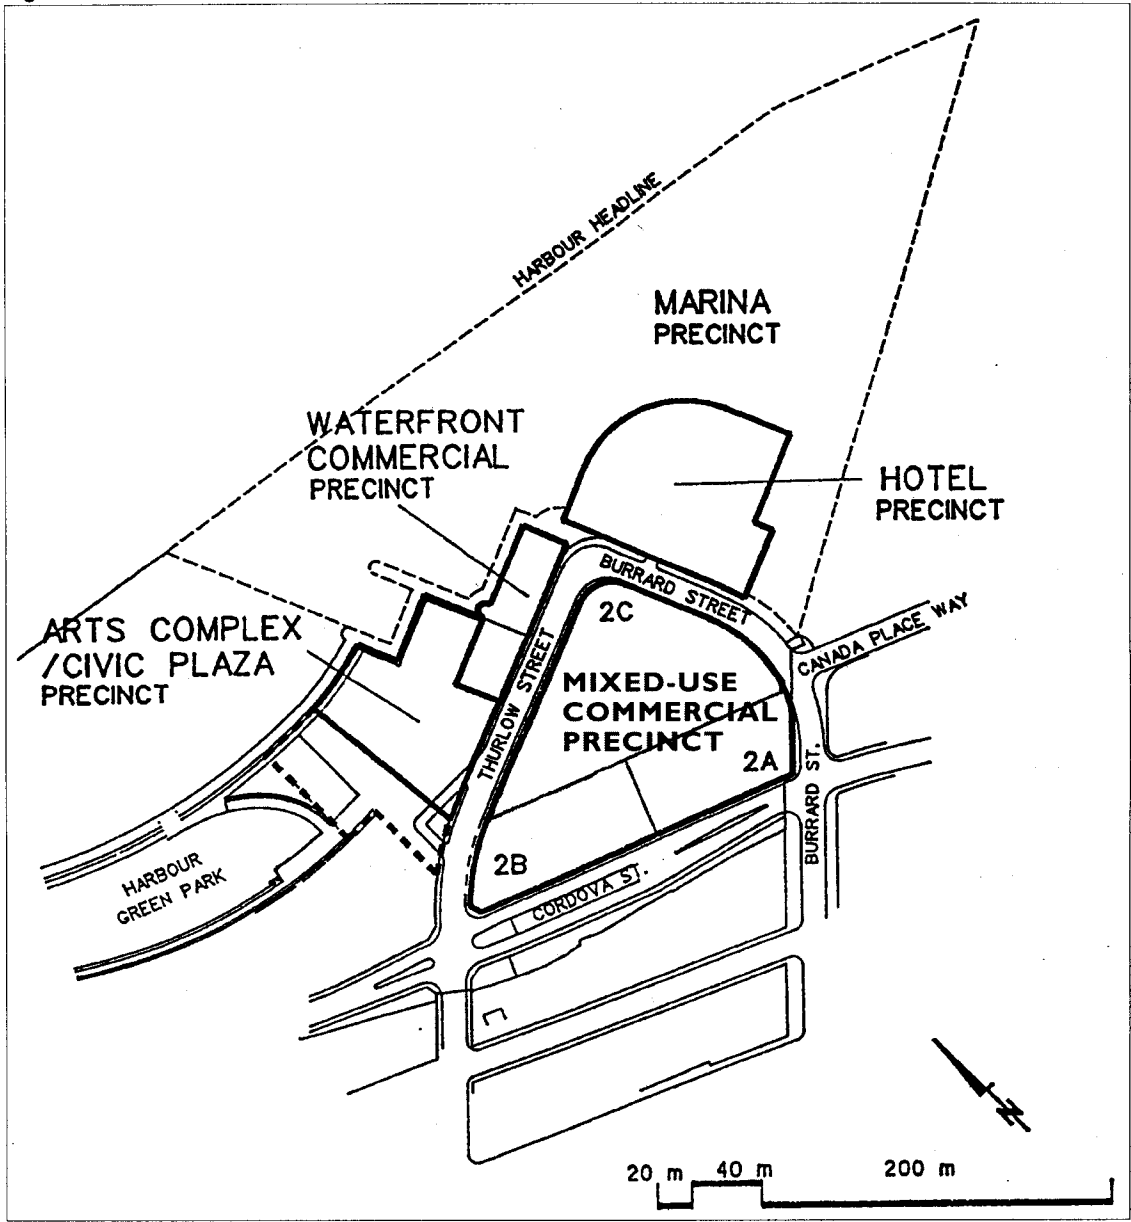 HARBOUR HEADLINE
MARINA
PRECINCT
WATERFRONT
COMMERCIAL
PRECINCT
HOTEL
PRECINCT
BURRARD STREET
CANADA PLACE WAY
ARTS COMPLEX
/CIVIC PLAZA
PRECINCT
2C
THURLOW STREET
MIXED-USE
COMMERCIAL
PRECINCT
2A
BURRARD ST.
2B
HARBOUR
GREEN PARK
CORDOVA ST.
N
20 m 40 m 200 m